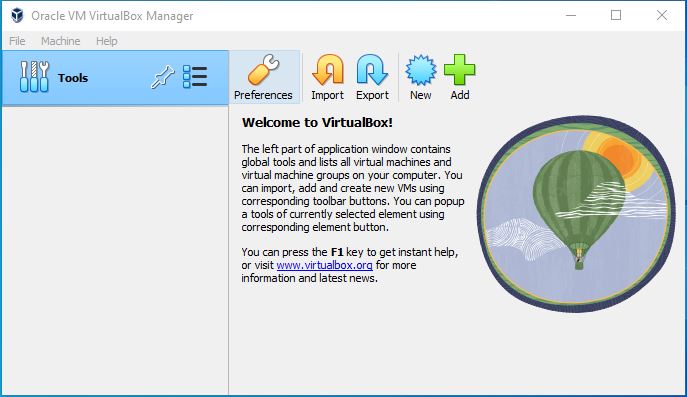 Oracle VM VirtualBox Manager
File Machine Help
Tools
Preferences Import Export New Add
Welcome to VirtualBox!
The left part of application window contains
global tools and lists all virtual machines and
virtual machine groups on your computer. You
can import, add and create new VMs using
corresponding toolbar buttons. You can popup
a tools of currently selected element using
corresponding element button.
You can press the F1 key to get instant help,
or visit www.virtualbox.org for more
information and latest news.